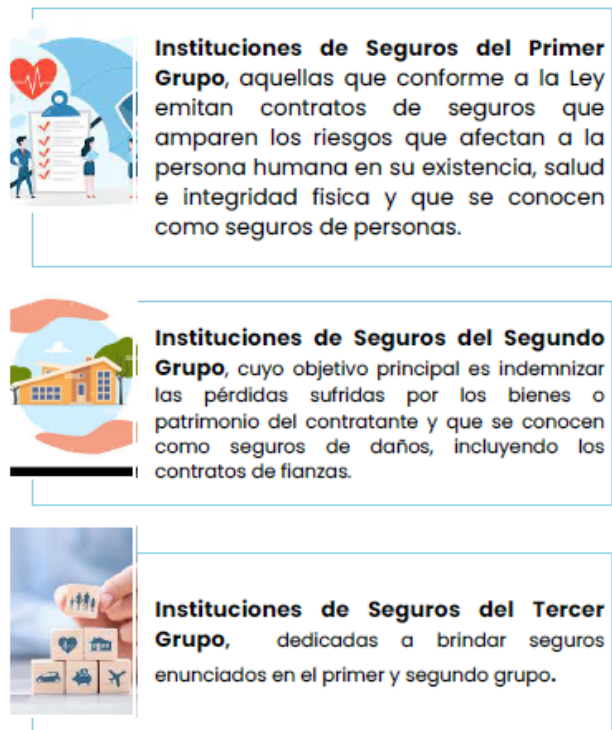 Instituciones de Seguros del Primer
Grupo, aquellas que conforme a la Ley
emitan contratos de seguros que
amparen los riesgos que afectan a la
persona humana en su existencia, salud
e integridad fisica y que se conocen
como seguros de personas.
Instituciones de Seguros del Segundo
Grupo, cuyo objetivo principal es indemnizar
las pérdidas sufridas por los bienes o
patrimonio del contratante y que se conocen
como seguros de daños, incluyendo los
contratos de fianzas.
Instituciones de Seguros del Tercer
Grupo, dedicadas a brindar seguros
enunciados en el primer y segundo grupo.